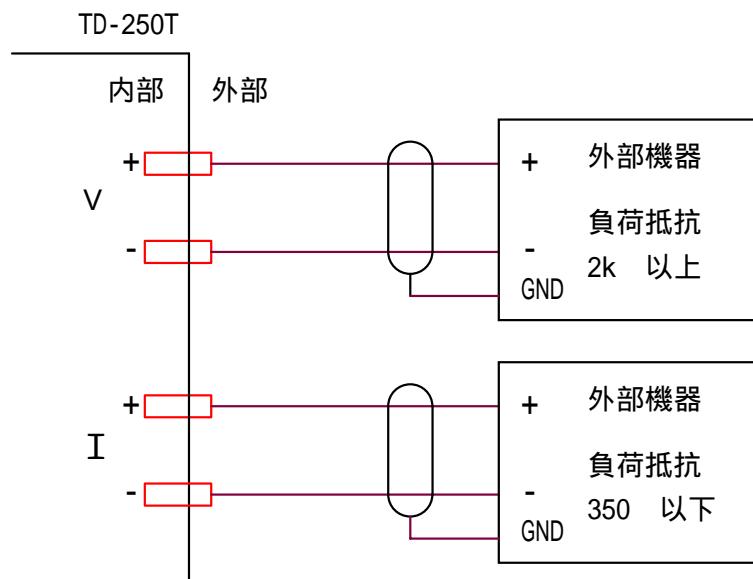 TD-250T
内部 外部
+
V
-
+ 外部機器
負荷抵抗
- 2k 以上
GND
+
I
-
+ 外部機器
負荷抵抗
- 350 以下
GND